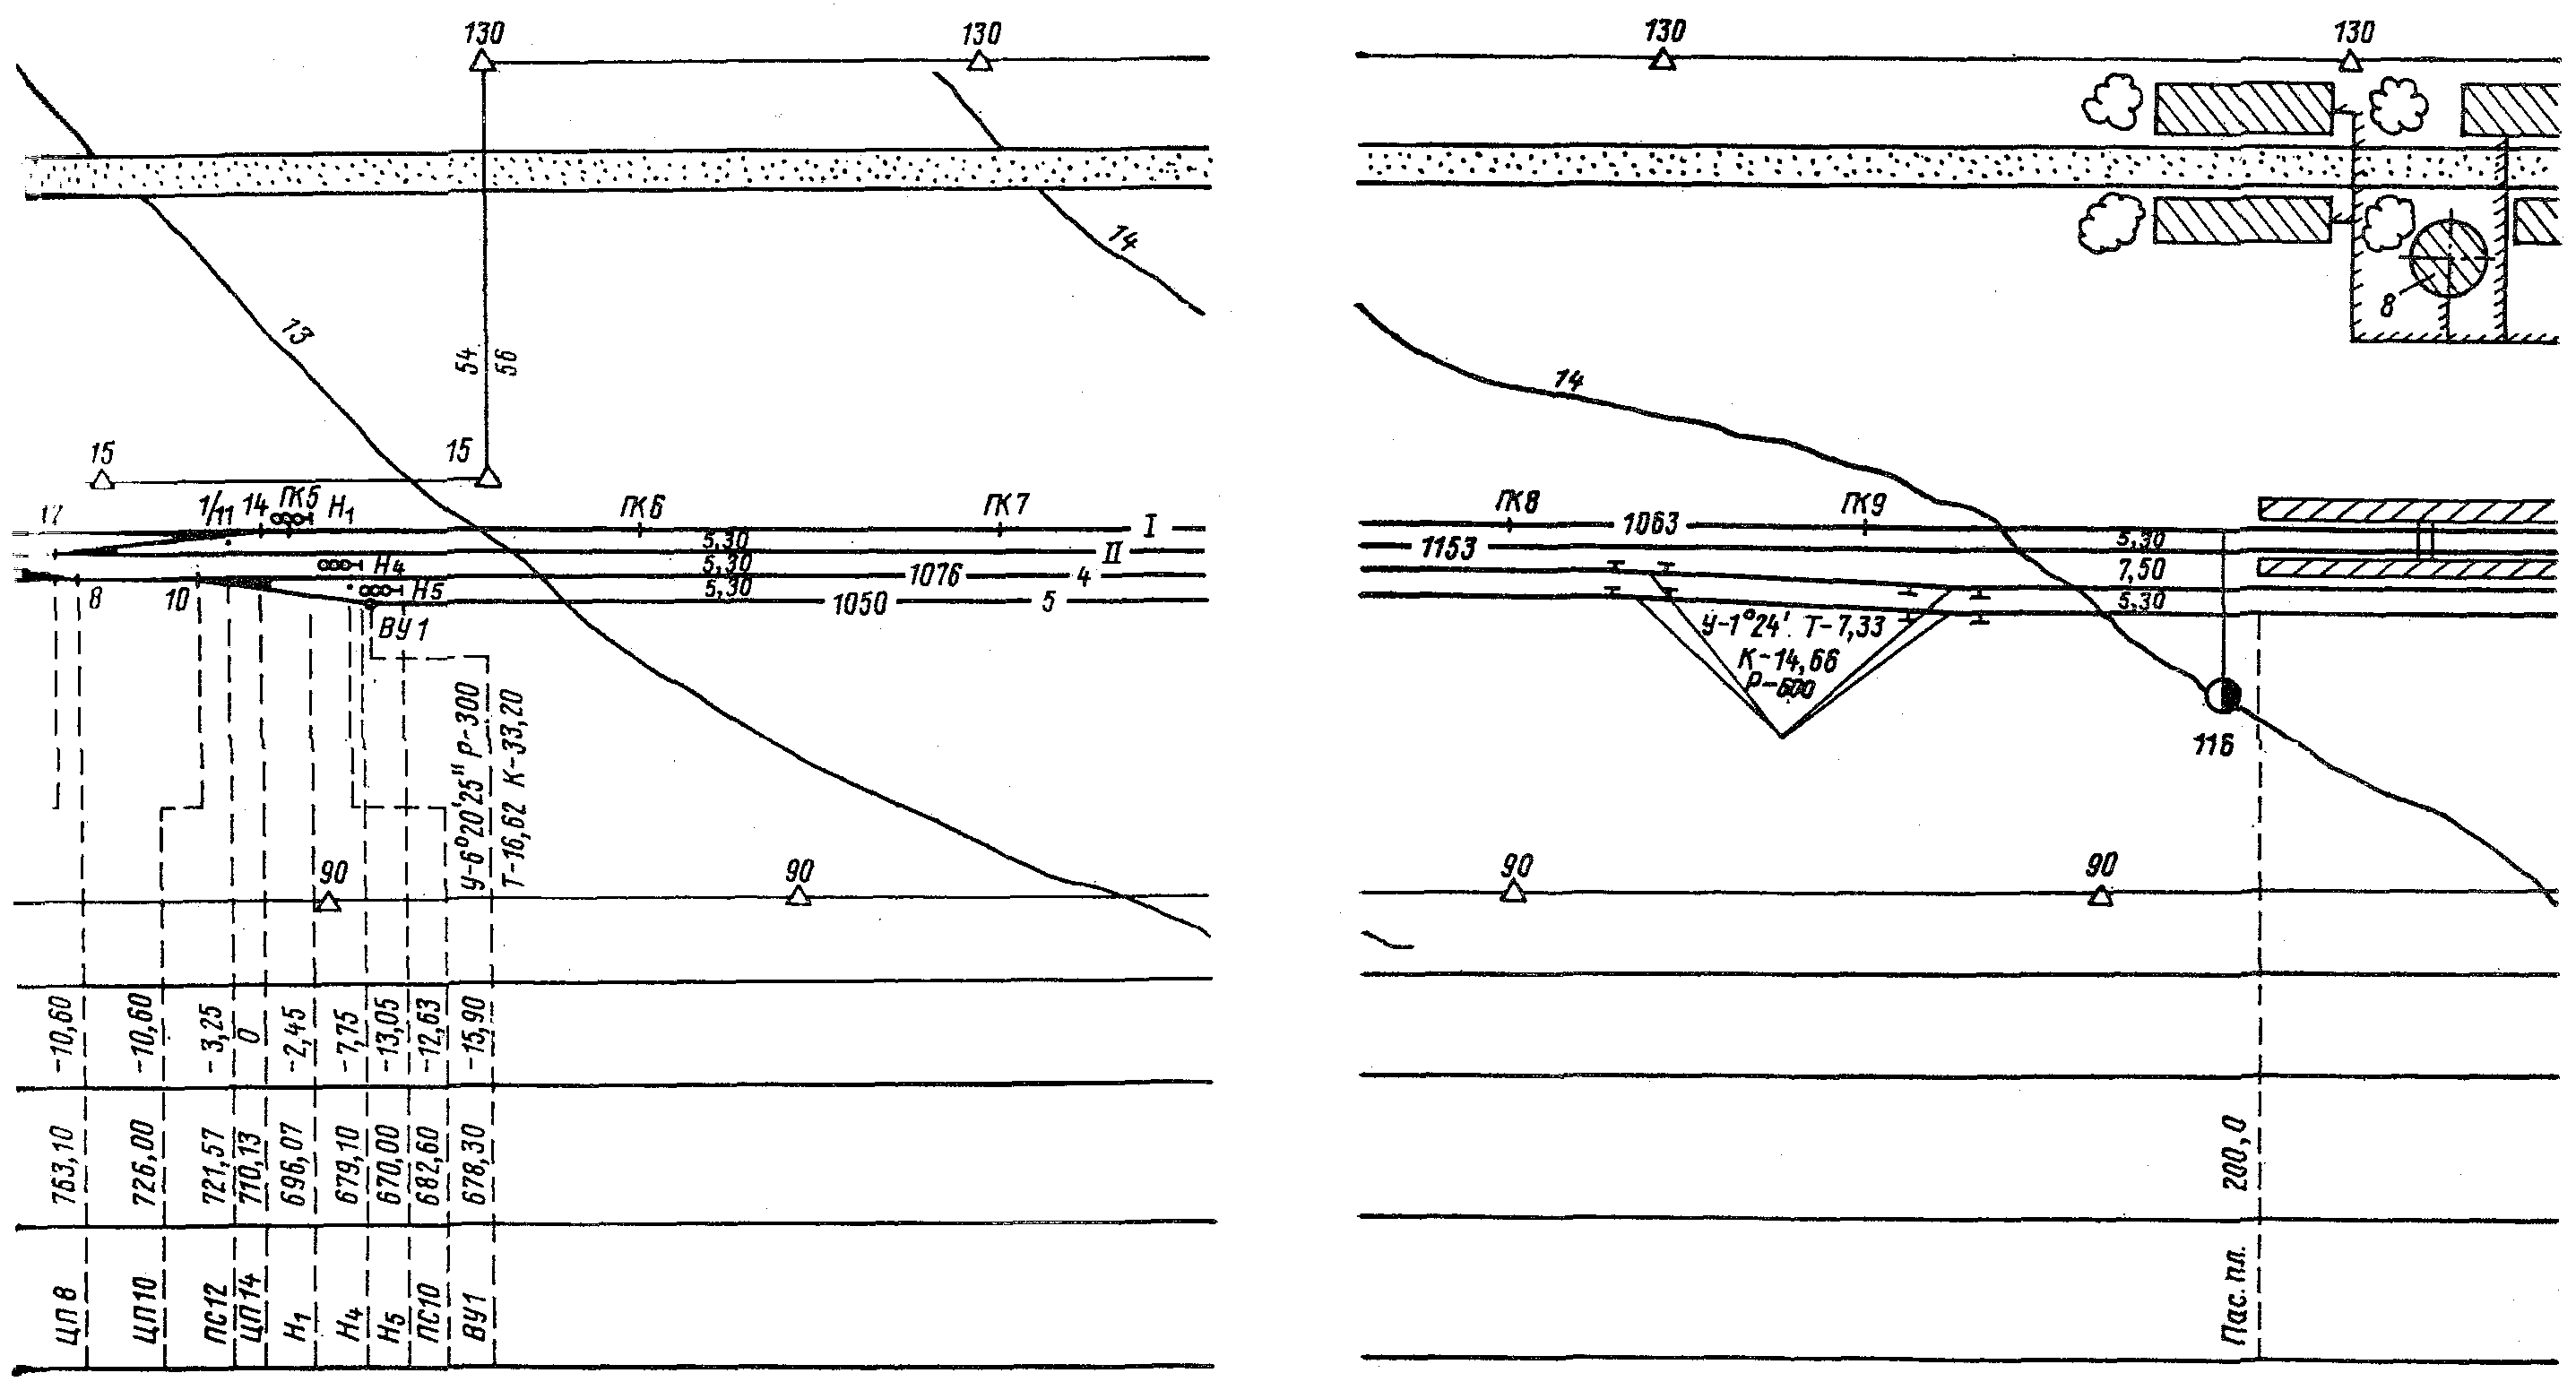 130 130 130 130
13
14
54
56
8
14
15 15
17 1/11 14 ПК5 Н1 ПК6 ПК7 I
ПК8 1063 ПК9
5,30 II
1153 5,30
Н4 5,30 1076 4
7,50
8 10 Н5 5,30 1050 5
5,30
ВУ 1
У-1°24' Т-7,33
К-14,66
Р-600
116
У-6°20'25" Р-300
Т-16,62 К-33,20
90 90 90 90
-10,60 -10,60 -3,25 0 -2,45 -7,75 -13,05 -12,63 -15,90
763,10 726,00 721,57 710,13 696,07 679,10 670,00 682,60 678,30 200,0
ЦП 8 ЦП10 ПС12 ЦП14 Н1 Н4 Н5 ПС10 ВУ1 Пас. пл.